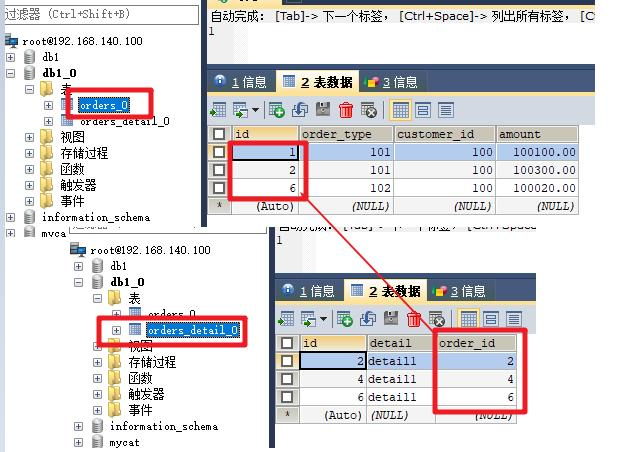 过滤器 (Ctrl+Shift+B)
自动完成: [Tab]-> 下一个标签, [Ctrl+Space]-> 列出所有标签, [C
1
root@192.168.140.100
db1
db1_0
表
orders_0
orders_detail_0
视图
存储过程
函数
触发器
事件
information_schema
mycat
1 信息 2 表数据 3 信息
id order_type customer_id amount
1 101 100 100100.00
2 101 100 100300.00
6 102 100 100020.00
* (Auto) (NULL) (NULL) (NULL)
root@192.168.140.100
db1
db1_0
表
orders_0
orders_detail_0
视图
存储过程
函数
触发器
事件
information_schema
mycat
1
1 信息 2 表数据 3 信息
id detail order_id
2 detail1 2
4 detail1 4
6 detail1 6
* (Auto) (NULL) (NULL)